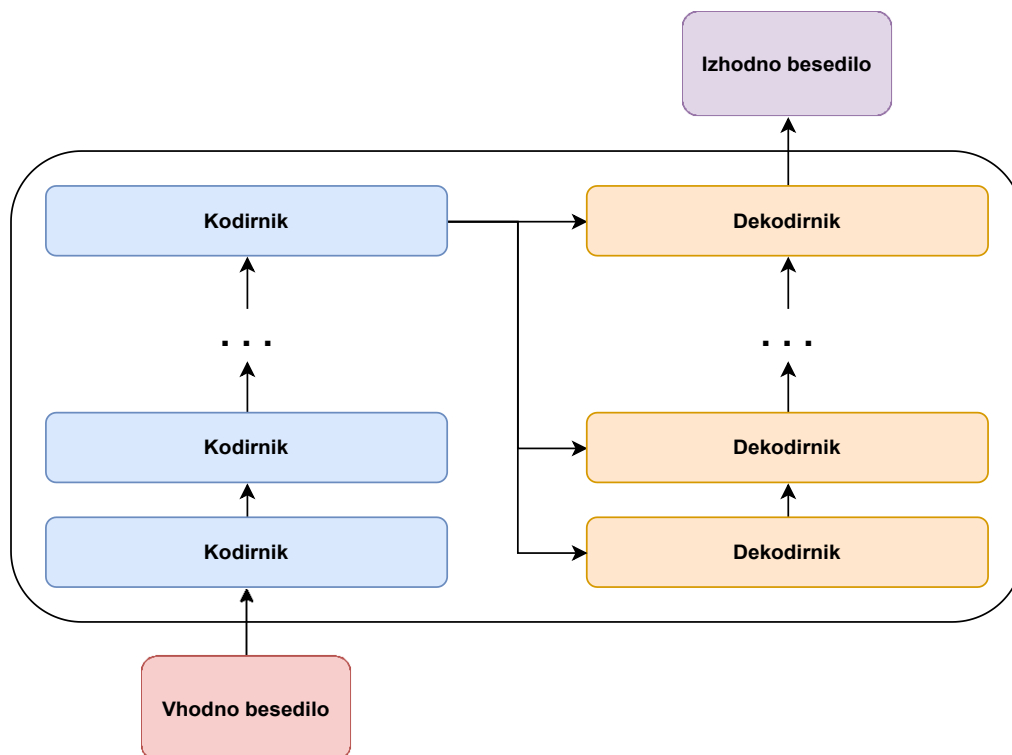 Izhodno besedilo
Kodirnik
Dekodirnik
. . .
. . .
Kodirnik
Dekodirnik
Kodirnik
Dekodirnik
Vhodno besedilo